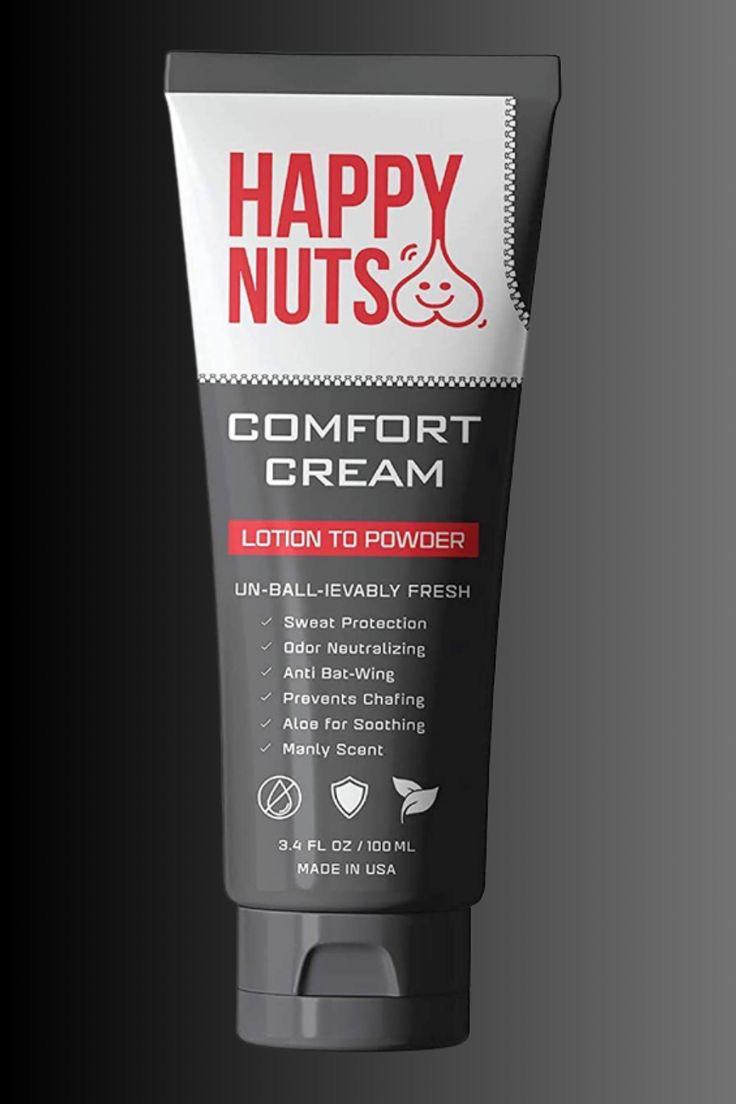 HAPPY
NUTS
COMFORT
CREAM
LOTION TO POWDER
UN-BALL-IEVABLY FRESH
Sweat Protection
Odor Neutralizing
Anti Bat-Wing
Prevents Chafing
Aloe for Soothing
Manly Scent
3.4 FL OZ / 100 ML
MADE IN USA